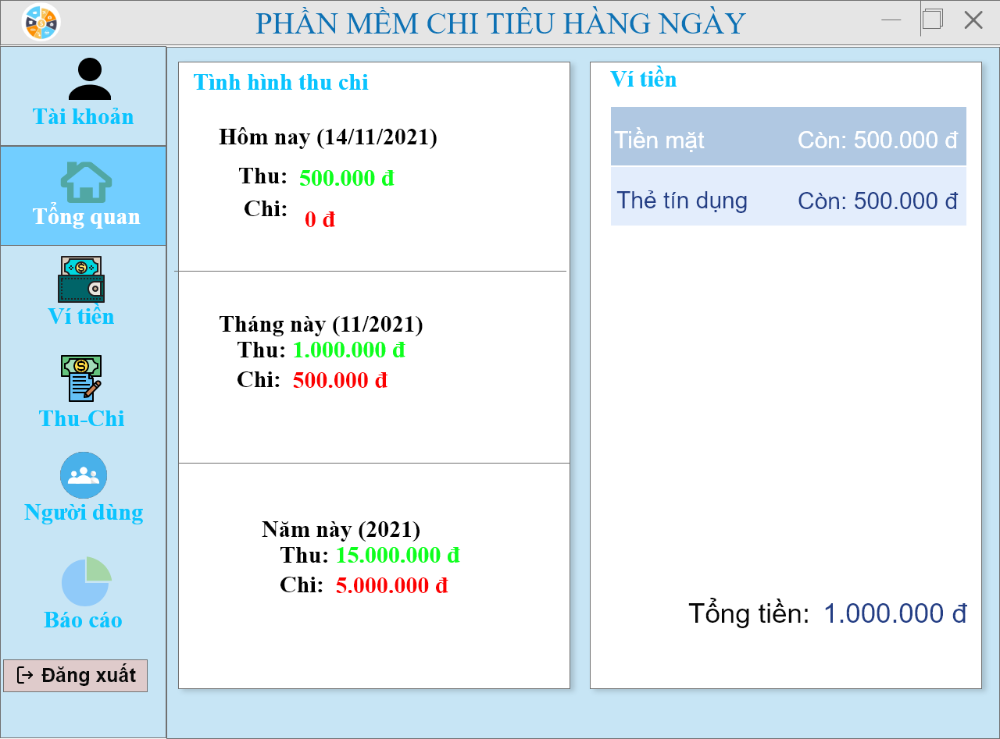 PHẦN MỀM CHI TIÊU HÀNG NGÀY
Tài khoản
Tổng quan
Ví tiền
Thu-Chi
Người dùng
Báo cáo
Đăng xuất
Tình hình thu chi
Hôm nay (14/11/2021)
Thu: 500.000 đ
Chi: 0 đ
Tháng này (11/2021)
Thu: 1.000.000 đ
Chi: 500.000 đ
Năm này (2021)
Thu: 15.000.000 đ
Chi: 5.000.000 đ
Ví tiền
Tiền mặt Còn: 500.000 đ
Thẻ tín dụng Còn: 500.000 đ
Tổng tiền: 1.000.000 đ